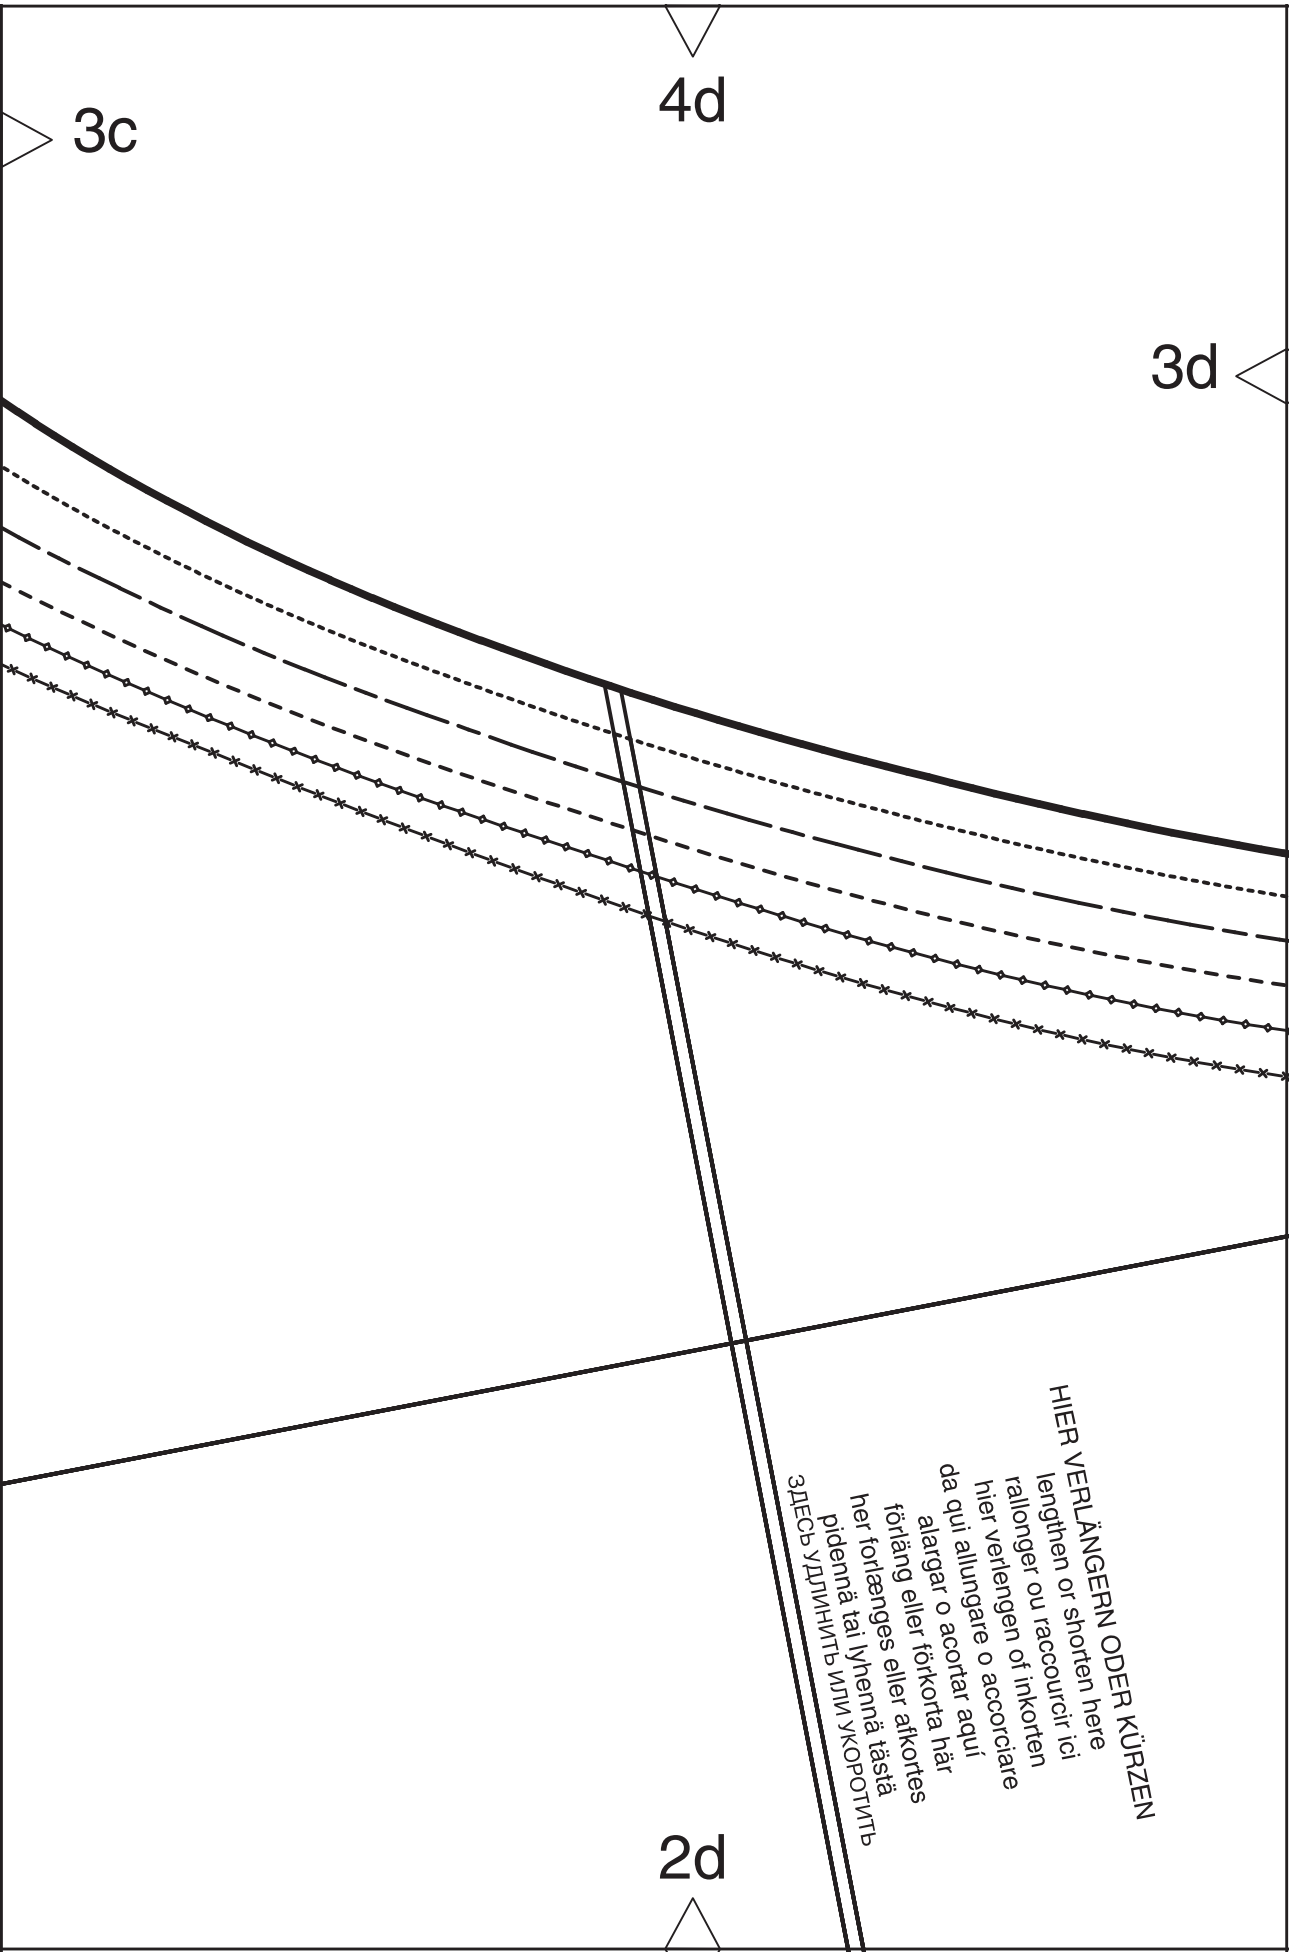 4d
3c
3d
HIER VERLÄNGERN ODER KÜRZEN
lengthen or shorten here
rallonger ou raccourcir ici
hier verlengen of inkorten
da qui allungare o accorciare
alargar o acortar aquí
förläng eller förkorta här
her forlænges eller afkortes
pidennä tai lyhennä tästä
ЗДЕСЬ УДЛИНИТЬ ИЛИ УКОРОТИТЬ
2d